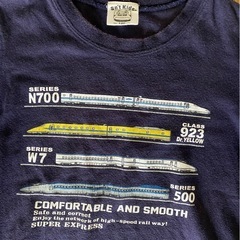 SERIES
N700
CLASS
923
Dr.YELLOW
SERIES
W7
SERIES
500
COMFORTABLE AND SMOOTH
Safe and correct
Enjoy the network of high-speed rail way!
SUPER EXPRESS